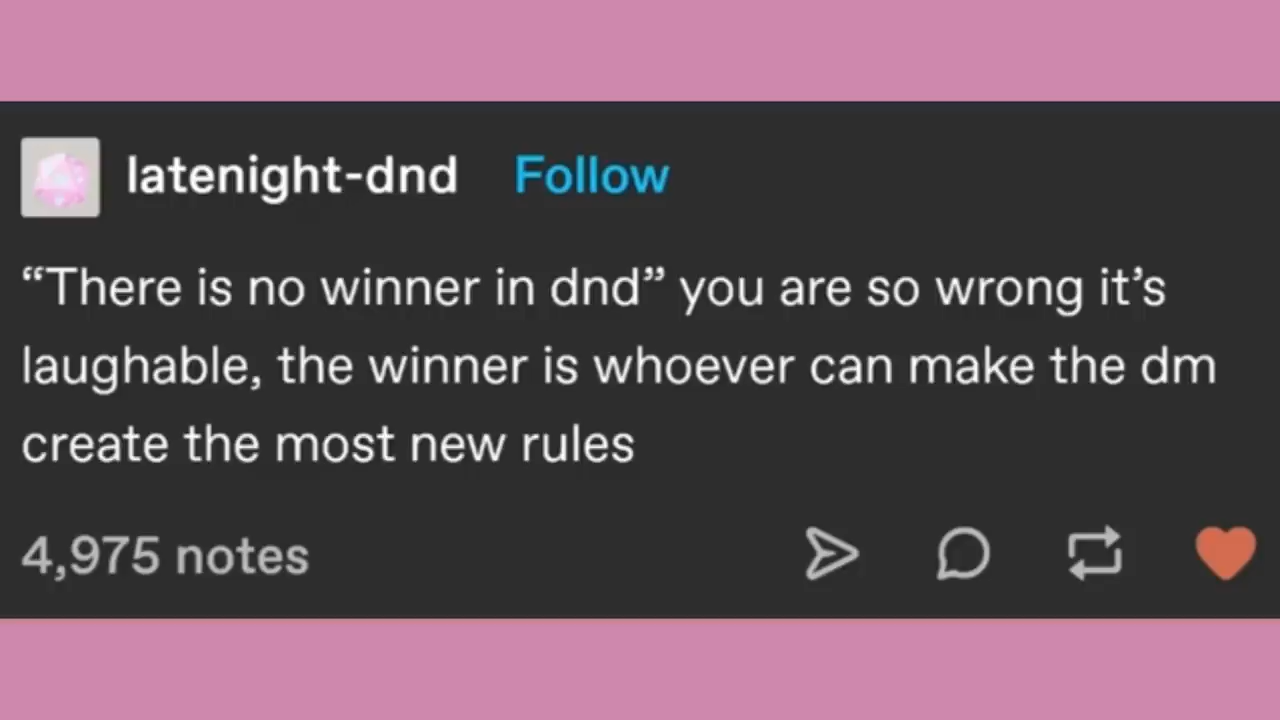 latenight-dnd Follow
“There is no winner in dnd” you are so wrong it’s
laughable, the winner is whoever can make the dm
create the most new rules
4,975 notes